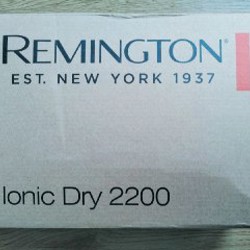 REMINGTON®
EST. NEW YORK 1937
Ionic Dry 2200